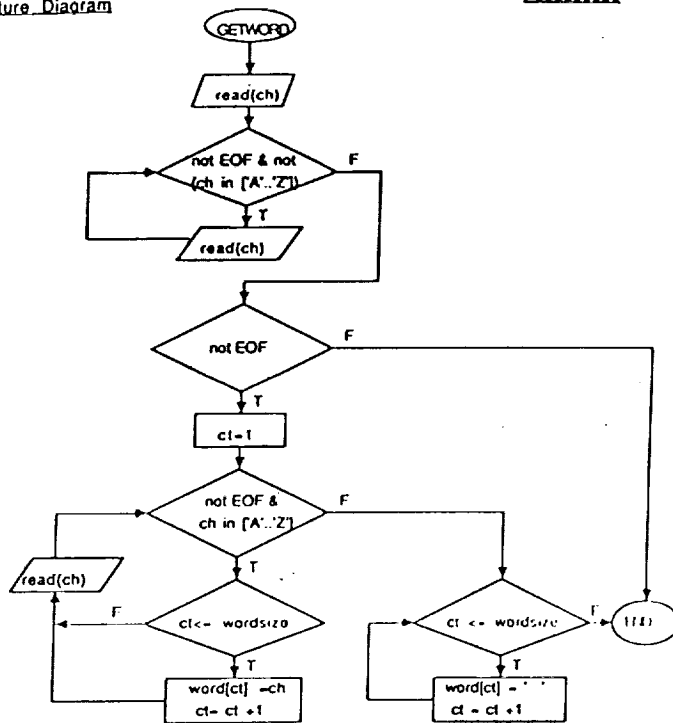 ture Diagram
GETWORD
read(ch)
not EOF & not
(ch in ['A'..'Z'])
F
T
read(ch)
not EOF
F
T
ct=1
not EOF &
ch in ['A'..'Z']
F
T
read(ch)
F
ct<= wordsize
T
word[ct] =ch
ct= ct +1
ct <= wordsize
F
END
T
word[ct] = ' '
ct = ct +1